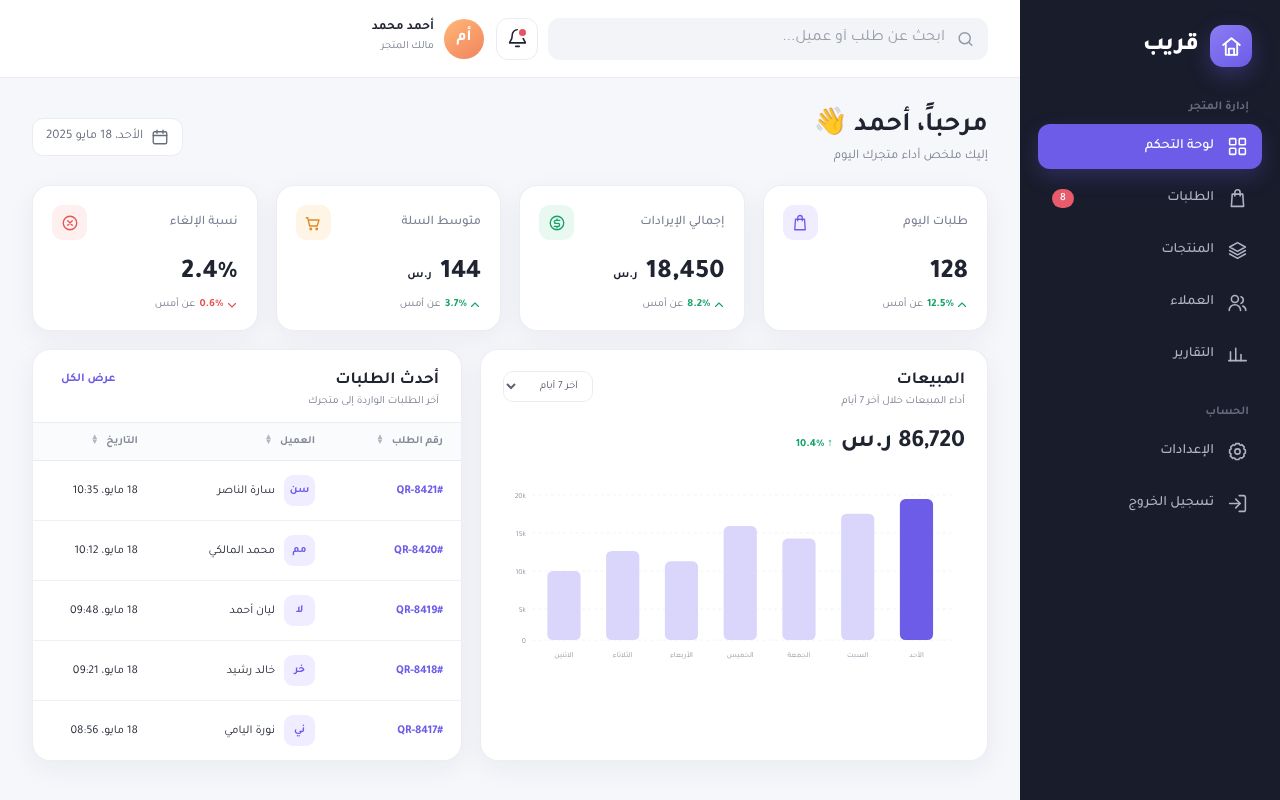 قريب
إدارة المتجر
لوحة التحكم
الطلبات 8
المنتجات
العملاء
التقارير
الحساب
الإعدادات
تسجيل الخروج
ابحث عن طلب أو عميل...
أم
أحمد محمد
مالك المتجر
مرحباً، أحمد 👋
إليك ملخص أداء متجرك اليوم
الأحد، 18 مايو 2025
طلبات اليوم
128
12.5% عن أمس
إجمالي الإيرادات
18,450 ر.س
8.2% عن أمس
متوسط السلة
144 ر.س
3.7% عن أمس
نسبة الإلغاء
2.4%
0.6% عن أمس
المبيعات
أداء المبيعات خلال آخر 7 أيام
آخر 7 أيام
86,720 ر.س ↑ 10.4%
20k
15k
10k
5k
0
الأحد السبت الجمعة الخميس الأربعاء الثلاثاء الاثنين
أحدث الطلبات
آخر الطلبات الواردة إلى متجرك
عرض الكل
رقم الطلب العميل التاريخ
#QR-8421 سن سارة الناصر 18 مايو، 10:35
#QR-8420 مم محمد المالكي 18 مايو، 10:12
#QR-8419 لا ليان أحمد 18 مايو، 09:48
#QR-8418 خر خالد رشيد 18 مايو، 09:21
#QR-8417 ني نورة اليامي 18 مايو، 08:56